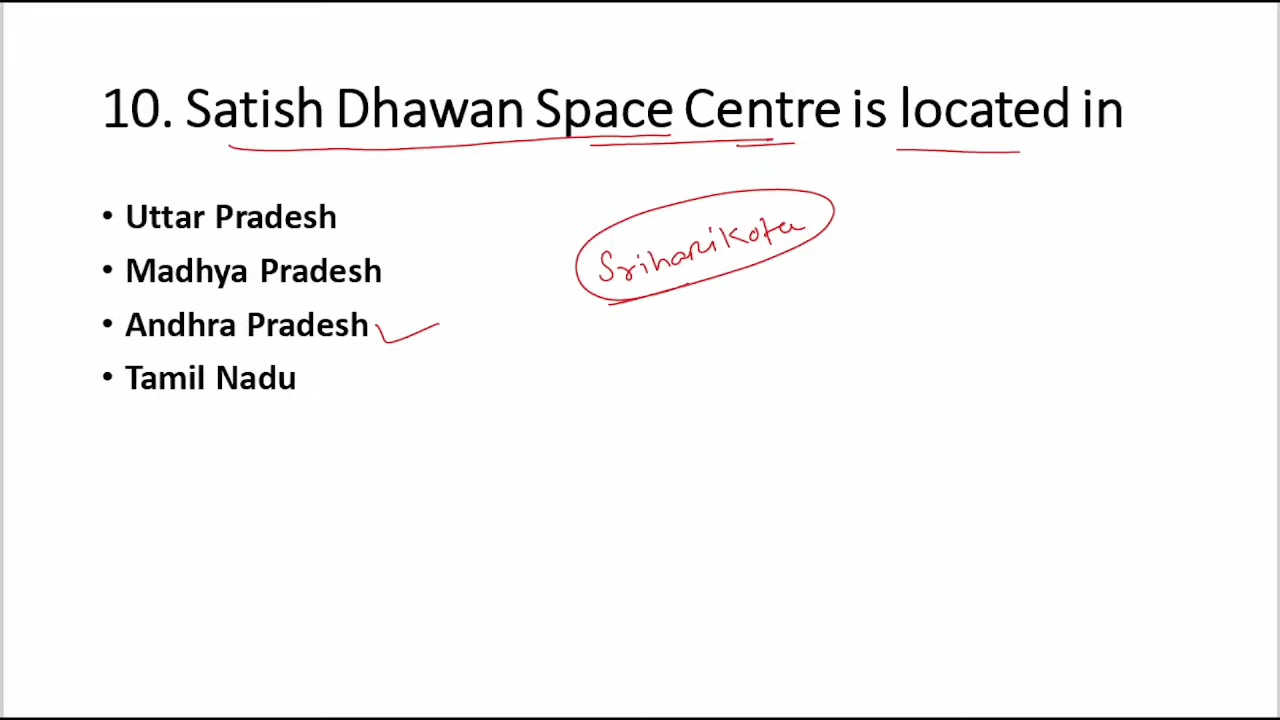 10. Satish Dhawan Space Centre is located in
• Uttar Pradesh
Sriharikota
• Madhya Pradesh
• Andhra Pradesh
• Tamil Nadu